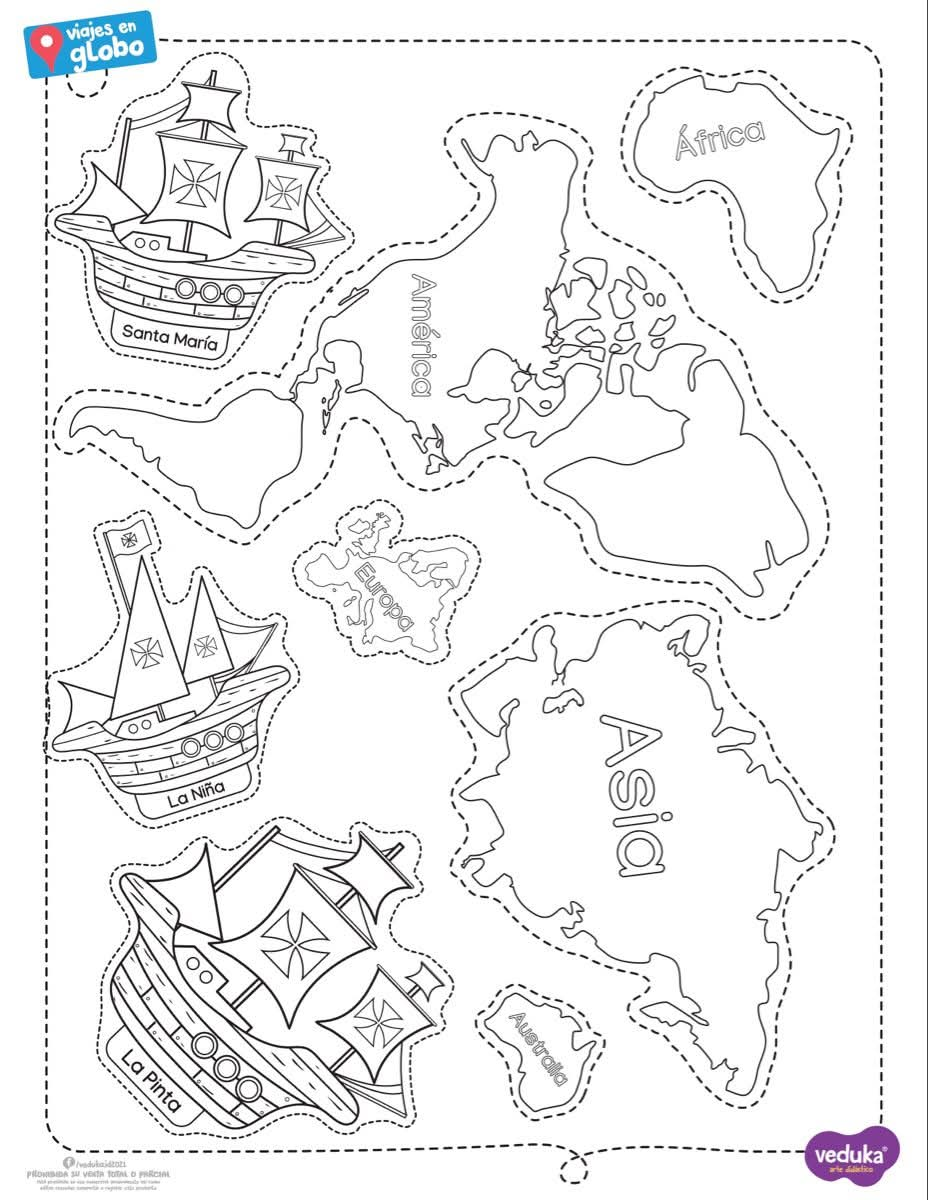 viajes en
globo
África
América
Santa María
Europa
Asia
La Niña
Australia
La Pinta
/vedukaid2021
PROHIBIDA SU VENTA TOTAL O PARCIAL
veduka®
arte didáctico